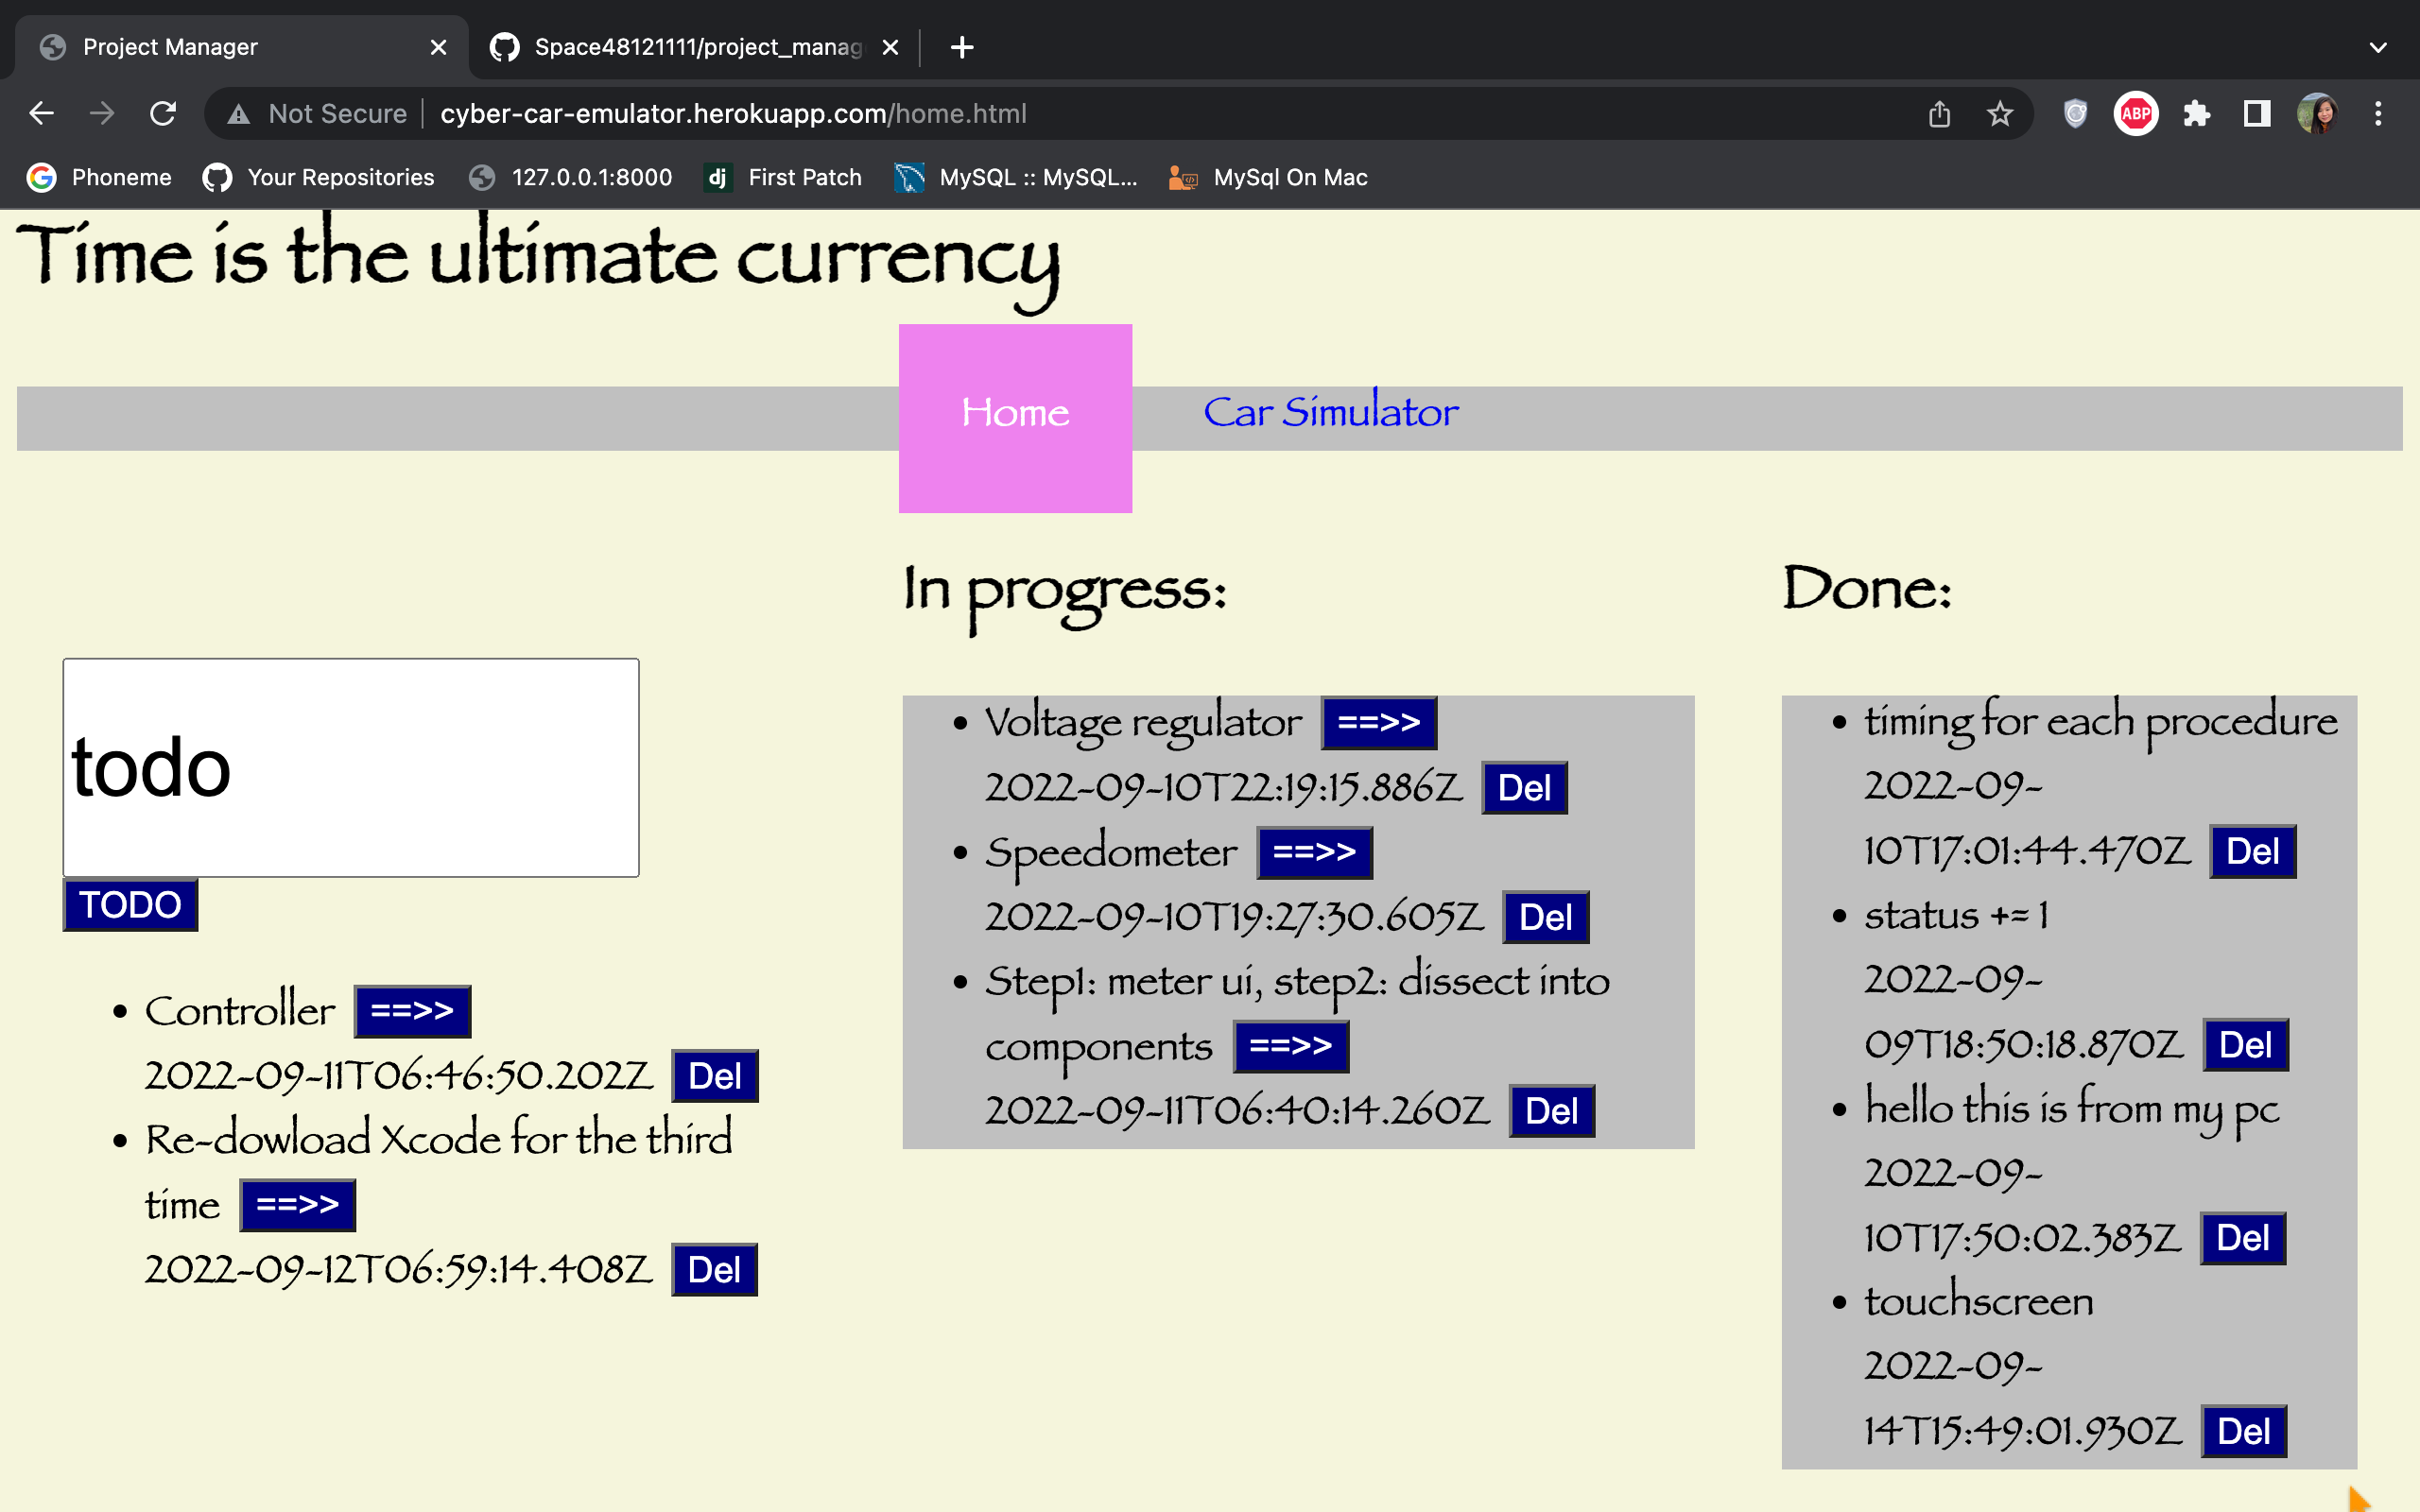 Project Manager
Space48121111/project_manag
Not Secure
cyber-car-emulator.herokuapp.com/home.html
ABP
Phoneme
Your Repositories
127.0.0.1:8000
dj
First Patch
MySQL :: MySQL...
MySql On Mac
Time is the ultimate currency
Home
Car Simulator
todo
TODO
Controller ==>>
2022-09-11T06:46:50.202Z Del
Re-dowload Xcode for the third
time ==>>
2022-09-12T06:59:14.408Z Del
In progress:
Voltage regulator ==>>
2022-09-10T22:19:15.886Z Del
Speedometer ==>>
2022-09-10T19:27:30.605Z Del
Step1: meter ui, step2: dissect into
components ==>>
2022-09-11T06:40:14.260Z Del
Done:
timing for each procedure
2022-09-
10T17:01:44.470Z Del
status += 1
2022-09-
09T18:50:18.870Z Del
hello this is from my pc
2022-09-
10T17:50:02.383Z Del
touchscreen
2022-09-
14T15:49:01.930Z Del